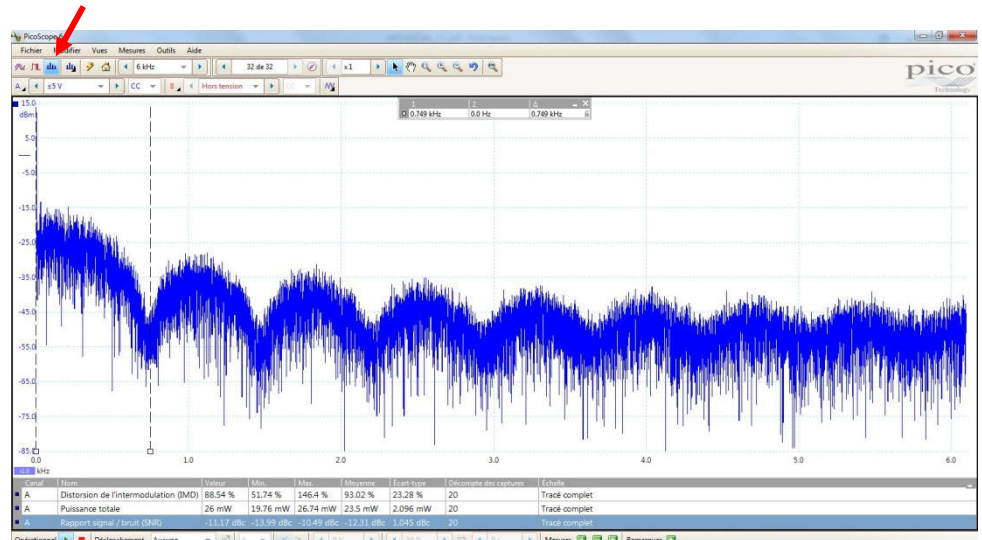 PicoScope 6
Fichier Modifier Vues Mesures Outils Aide
6 kHz 32 de 32 x1
pico
Technology
A ±5 V CC B Hors tension CC
1 2 Δ
0.749 kHz 0.0 Hz 0.749 kHz
15.0
dBm
5.0
-5.0
-15.0
-25.0
-35.0
-45.0
-55.0
-65.0
-75.0
-85.0
0.0 1.0 2.0 3.0 4.0 5.0 6.0
x1.0 kHz
Canal Nom Valeur Min. Max. Moyenne Écart-type Décompte des captures Échelle
A Distorsion de l'intermodulation (IMD) 88.54 % 51.74 % 146.4 % 93.02 % 23.28 % 20 Tracé complet
A Puissance totale 26 mW 19.76 mW 26.74 mW 23.5 mW 2.096 mW 20 Tracé complet
A Rapport signal / bruit (SNR) -11.17 dBc -13.99 dBc -10.49 dBc -12.31 dBc 1.045 dBc 20 Tracé complet
Opérationnel Déclenchement Aucune Mesures Remarques